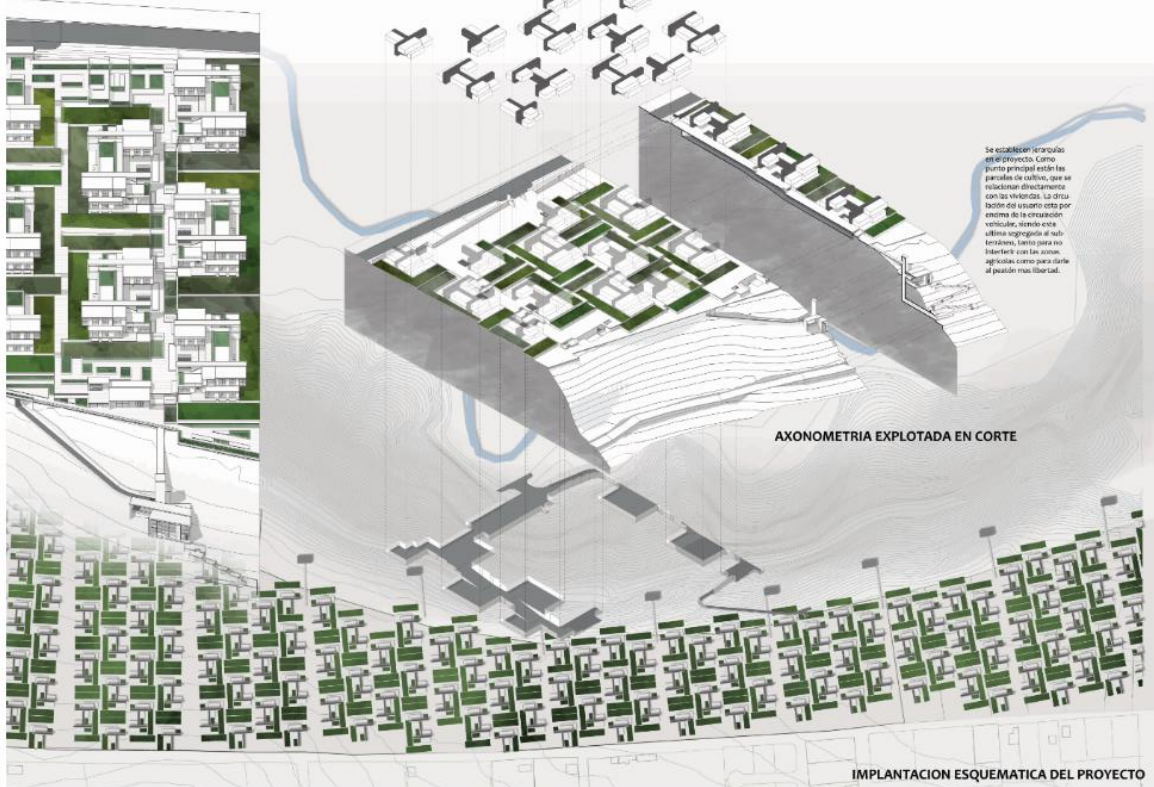 Se establecen jerarquías
en el proyecto. Como
punto principal están las
parcelas de cultivo, que se
relacionan directamente
con las viviendas. La circu-
lación del usuario esta por
encima de la circulación
vehicular, siendo esta
ultima segregada al sub-
terráneo, tanto para no
interferir con las zonas
agrícolas como para darle
al peatón mas libertad.
AXONOMETRIA EXPLOTADA EN CORTE
IMPLANTACION ESQUEMATICA DEL PROYECTO